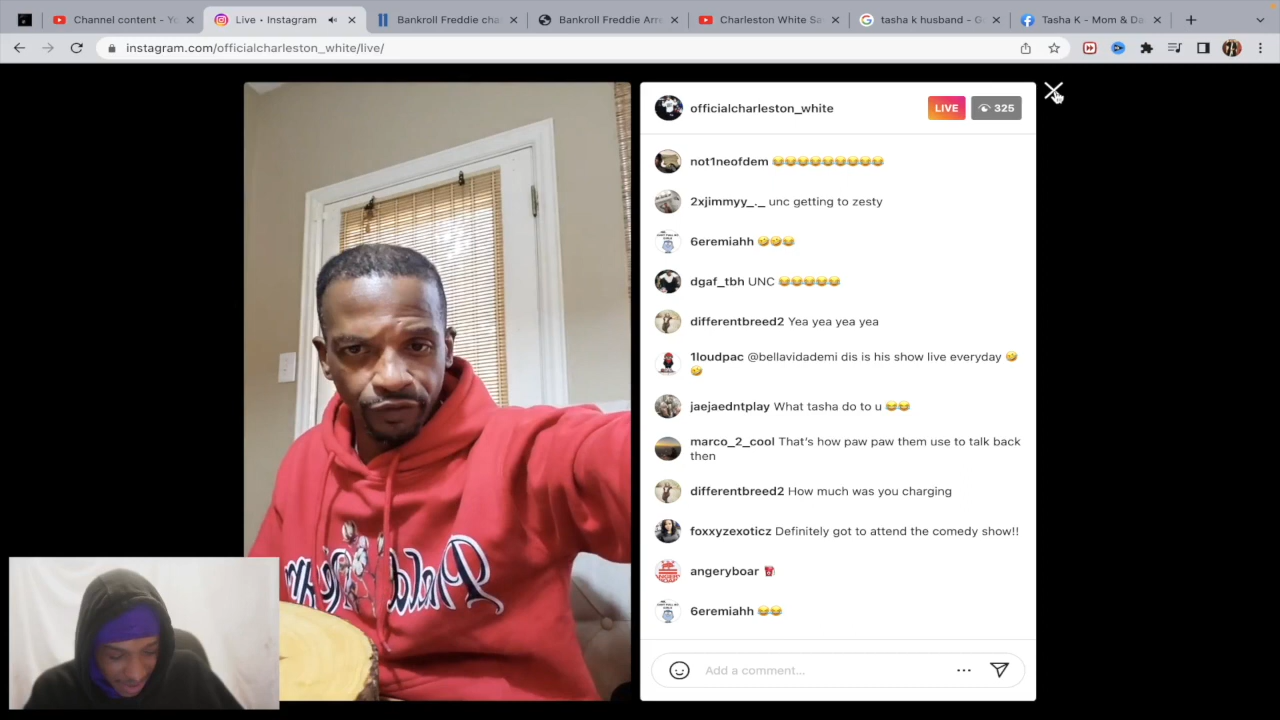 Channel content - Yo
Live • Instagram
Bankroll Freddie cha
Bankroll Freddie Arre
Charleston White Sa
tasha k husband - G
Tasha K - Mom & Da
instagram.com/officialcharleston_white/live/
officialcharleston_white LIVE 325
not1neofdem 😂😂😂😂😂😂😂😂😂
2xjimmyy_._ unc getting to zesty
6eremiahh 🤣🤣😂
dgaf_tbh UNC 😂😂😂😂😂
differentbreed2 Yea yea yea yea
1loudpac @bellavidademi dis is his show live everyday 🤣
🤣
jaejaedntplay What tasha do to u 😂😂
marco_2_cool That's how paw paw them use to talk back
then
differentbreed2 How much was you charging
foxxyzexoticz Definitely got to attend the comedy show!!
angeryboar
6eremiahh 😂😂
Add a comment...